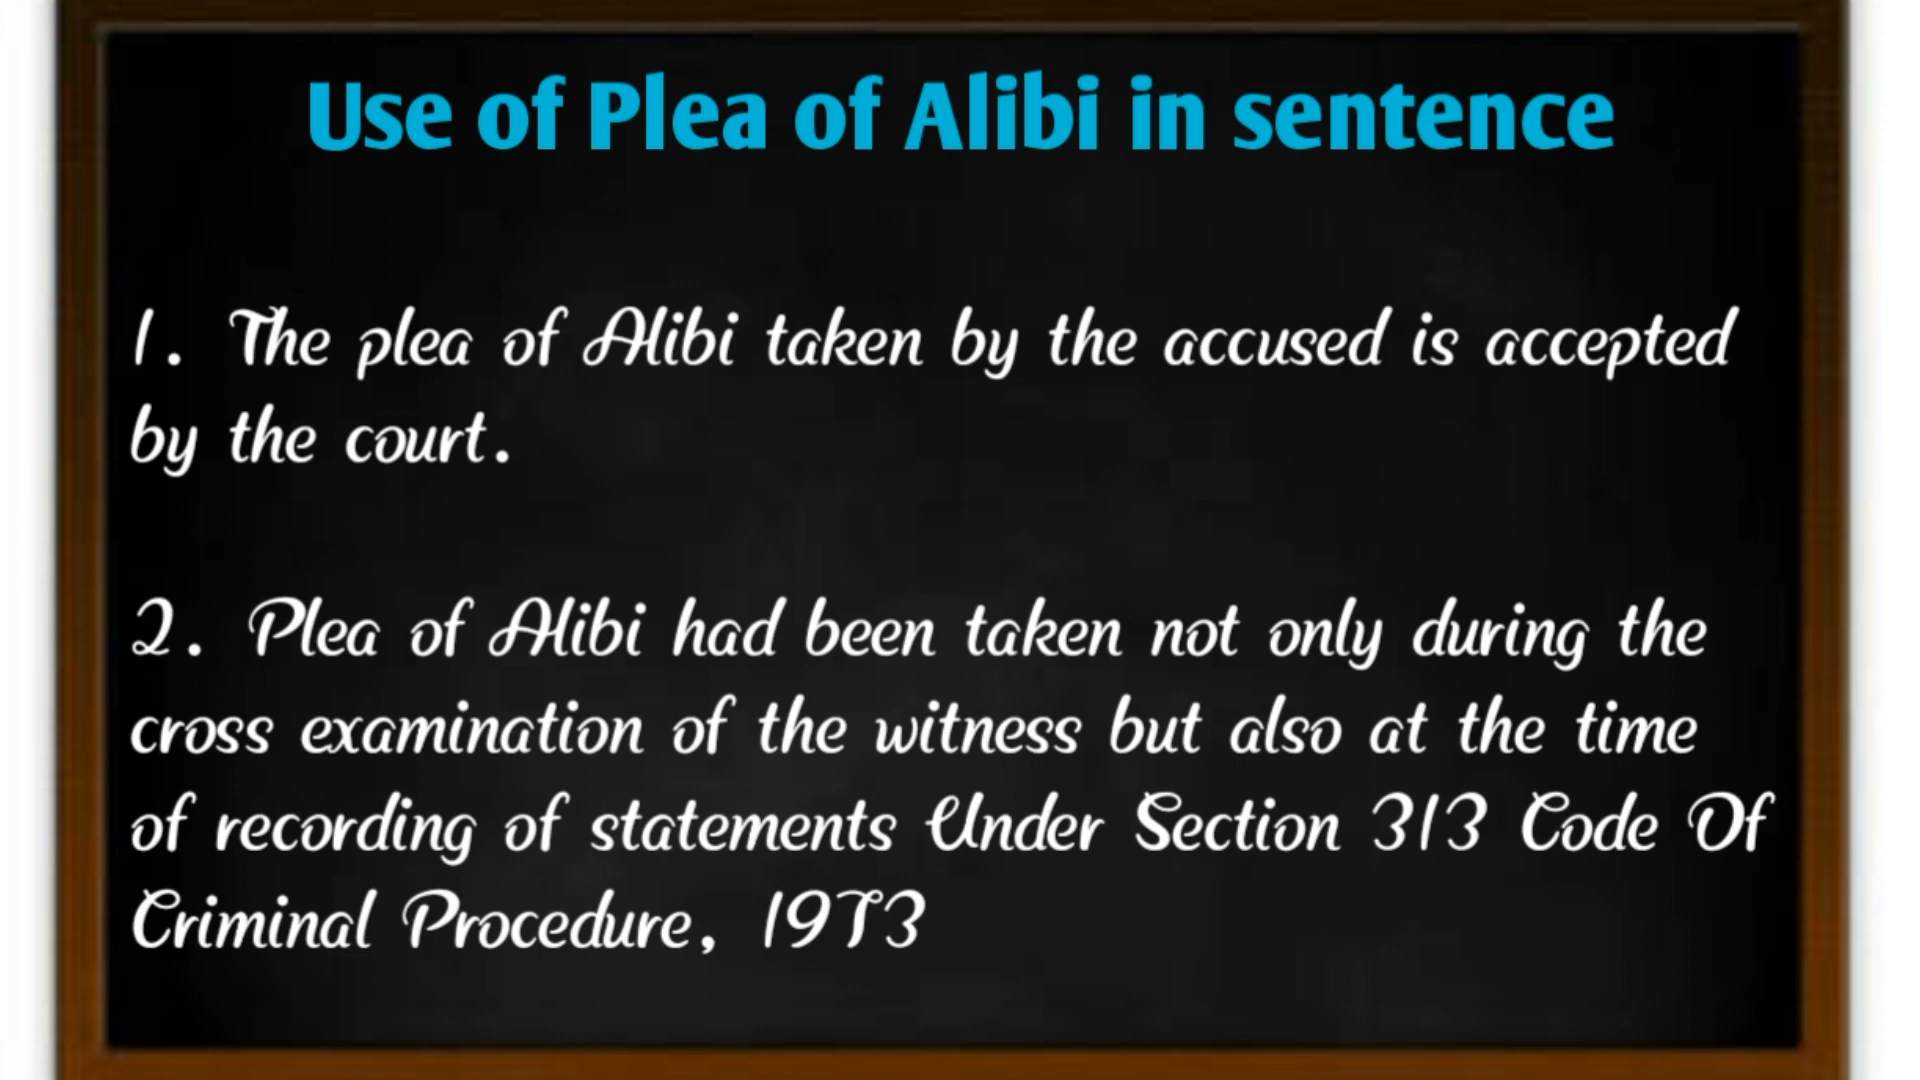 Use of Plea of Alibi in sentence
1. The plea of Alibi taken by the accused is accepted
by the court.
2. Plea of Alibi had been taken not only during the
cross examination of the witness but also at the time
of recording of statements Under Section 313 Code Of
Criminal Procedure, 1973